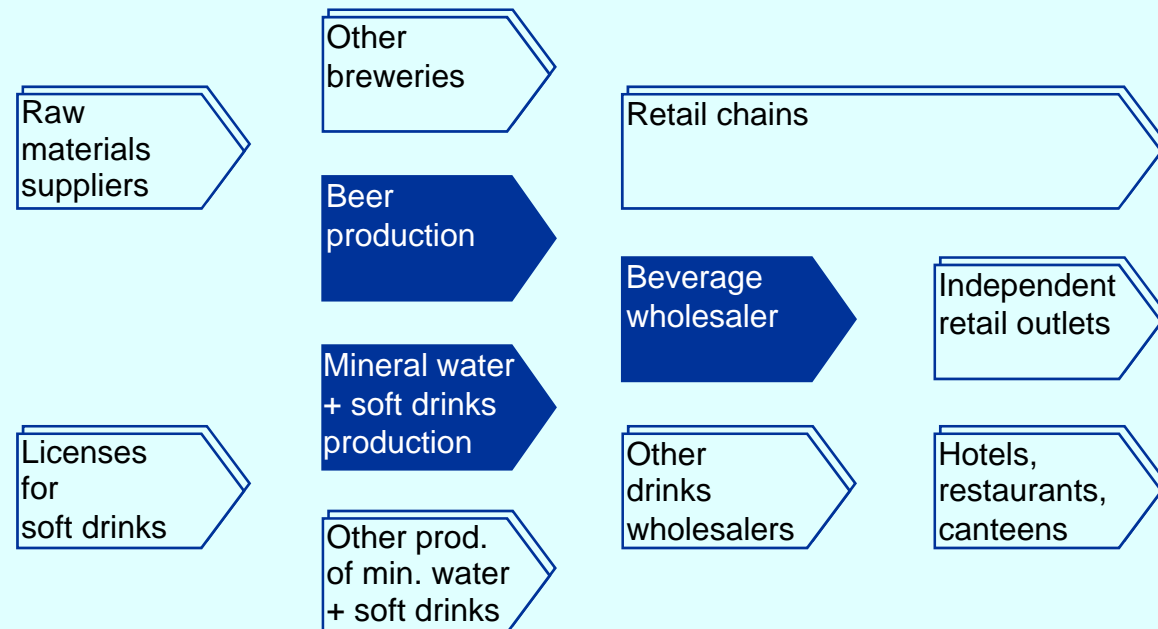 Other
breweries
Raw
materials
suppliers
Retail chains
Beer
production
Beverage
wholesaler
Independent
retail outlets
Mineral water
+ soft drinks
production
Licenses
for
soft drinks
Other
drinks
wholesalers
Hotels,
restaurants,
canteens
Other prod.
of min. water
+ soft drinks